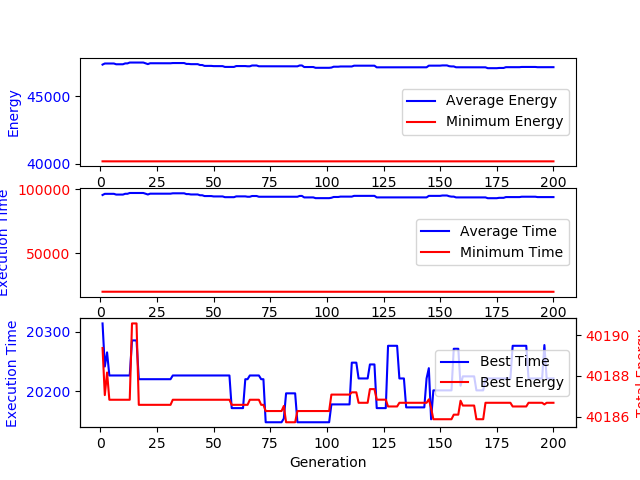 Energy
45000
40000
Average Energy
Minimum Energy
0 25 50 75 100 125 150 175 200
Execution Time
100000
50000
Average Time
Minimum Time
0 25 50 75 100 125 150 175 200
Execution Time
20300
20200
Best Time
Best Energy
40190
40188
40186
Total Energy
0 25 50 75 100 125 150 175 200
Generation